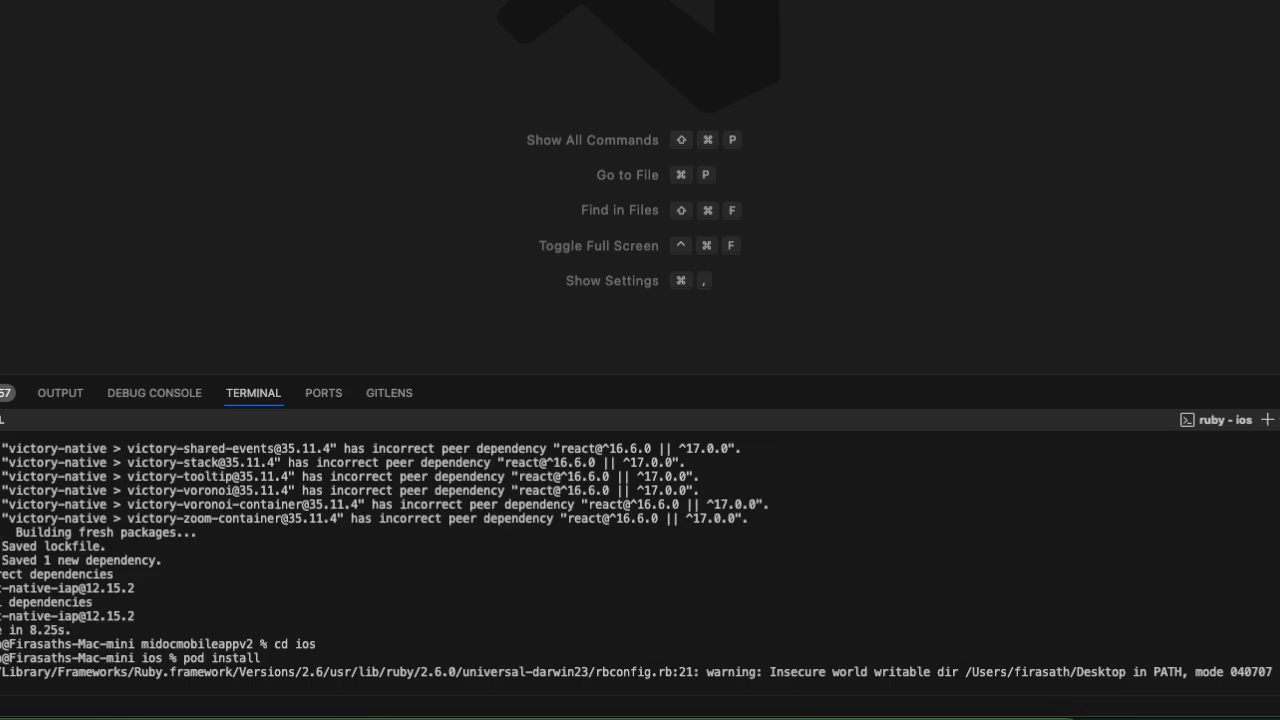 Show All Commands ⇧ ⌘ P
Go to File ⌘ P
Find in Files ⇧ ⌘ F
Toggle Full Screen ^ ⌘ F
Show Settings ⌘ ,
57 OUTPUT DEBUG CONSOLE TERMINAL PORTS GITLENS
L ruby - ios +
"victory-native > victory-shared-events@35.11.4" has incorrect peer dependency "react@^16.6.0 || ^17.0.0".
"victory-native > victory-stack@35.11.4" has incorrect peer dependency "react@^16.6.0 || ^17.0.0".
"victory-native > victory-tooltip@35.11.4" has incorrect peer dependency "react@^16.6.0 || ^17.0.0".
"victory-native > victory-voronoi@35.11.4" has incorrect peer dependency "react@^16.6.0 || ^17.0.0".
"victory-native > victory-voronoi-container@35.11.4" has incorrect peer dependency "react@^16.6.0 || ^17.0.0".
"victory-native > victory-zoom-container@35.11.4" has incorrect peer dependency "react@^16.6.0 || ^17.0.0".
Building fresh packages...
Saved lockfile.
Saved 1 new dependency.
rect dependencies
t-native-iap@12.15.2
l dependencies
t-native-iap@12.15.2
e in 8.25s.
h@Firasaths-Mac-mini midocmobileappv2 % cd ios
h@Firasaths-Mac-mini ios % pod install
/Library/Frameworks/Ruby.framework/Versions/2.6/usr/lib/ruby/2.6.0/universal-darwin23/rbconfig.rb:21: warning: Insecure world writable dir /Users/firasath/Desktop in PATH, mode 040707